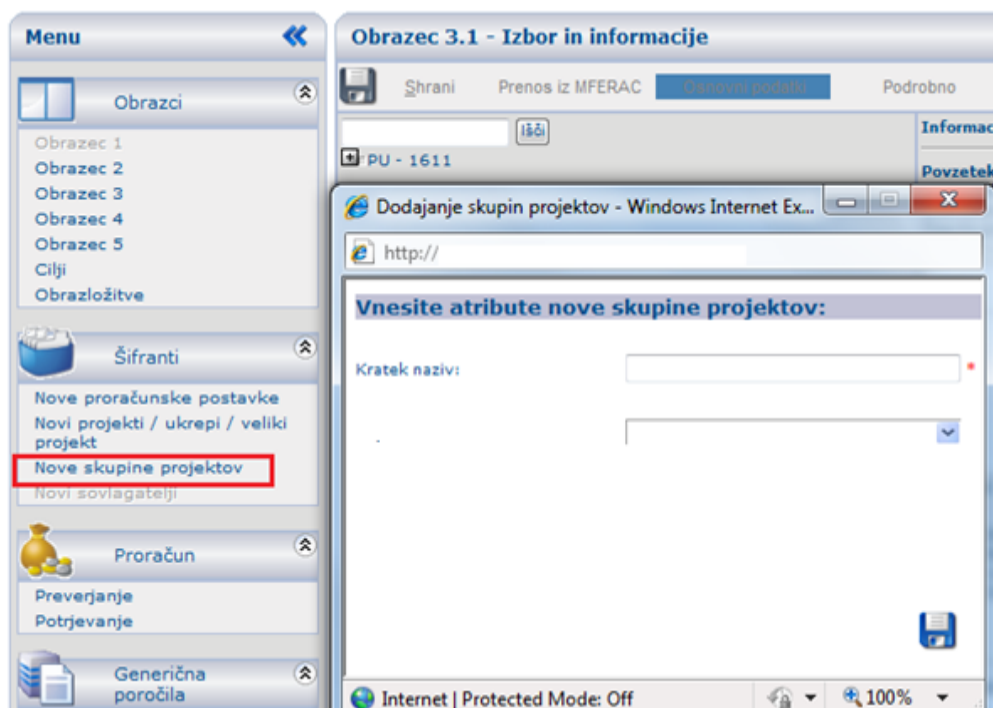 Menu
Obrazci
Obrazec 1
Obrazec 2
Obrazec 3
Obrazec 4
Obrazec 5
Cilji
Obrazložitve
Šifranti
Nove proračunske postavke
Novi projekti / ukrepi / veliki
projekt
Nove skupine projektov
Novi sovlagatelji
Proračun
Preverjanje
Potrjevanje
Generična
poročila
Obrazec 3.1 - Izbor in informacije
Shrani Prenos iz MFERAC Osnovni podatki Podrobno
Išči
PU - 1611
Informac
Povzetek
Dodajanje skupin projektov - Windows Internet Ex...
http://
Vnesite atribute nove skupine projektov:
Kratek naziv: *
Internet | Protected Mode: Off 100%